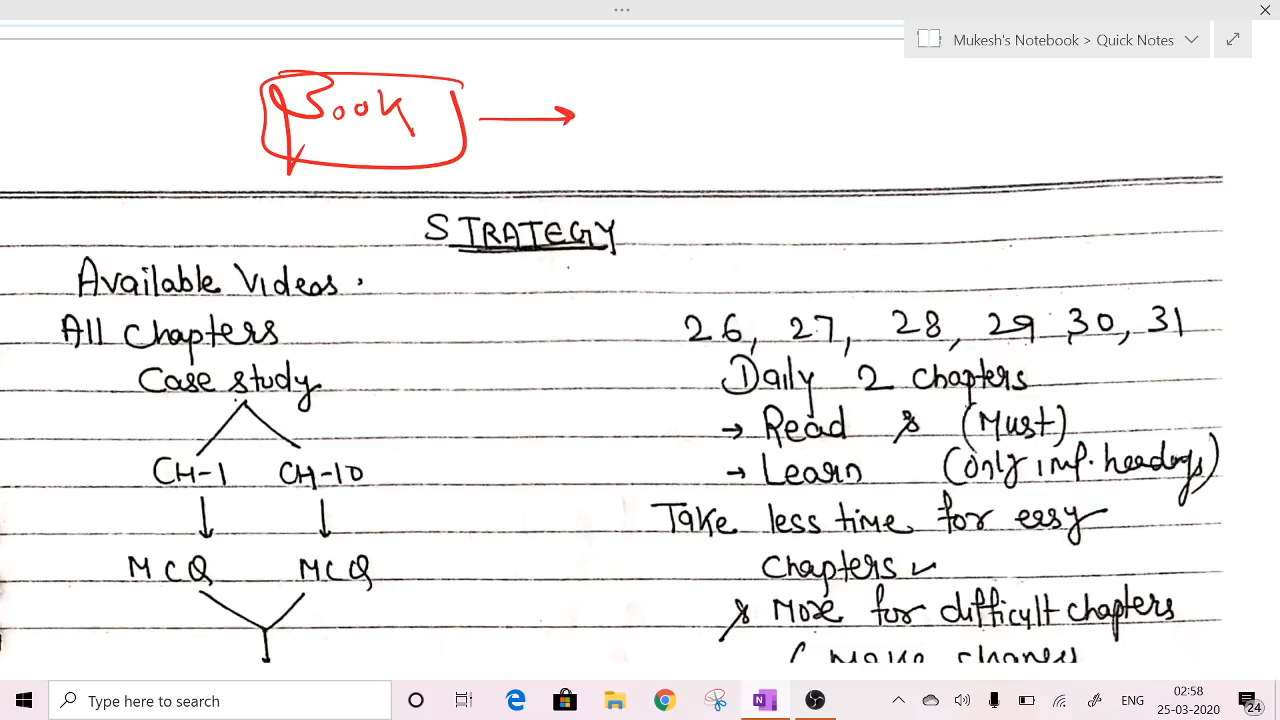 Mukesh's Notebook > Quick Notes
Book
STRATEGY
Available Videos.
All Chapters
Case study
CH-1 CH-10
MCQ MCQ
26, 27, 28, 29, 30, 31
Daily 2 chapters
→ Read & (Must)
→ Learn (only imp. headings)
Take less time for easy
chapters ✓
& More for difficult chapters
Type here to search
ENG
02:58
25-03-2020
24